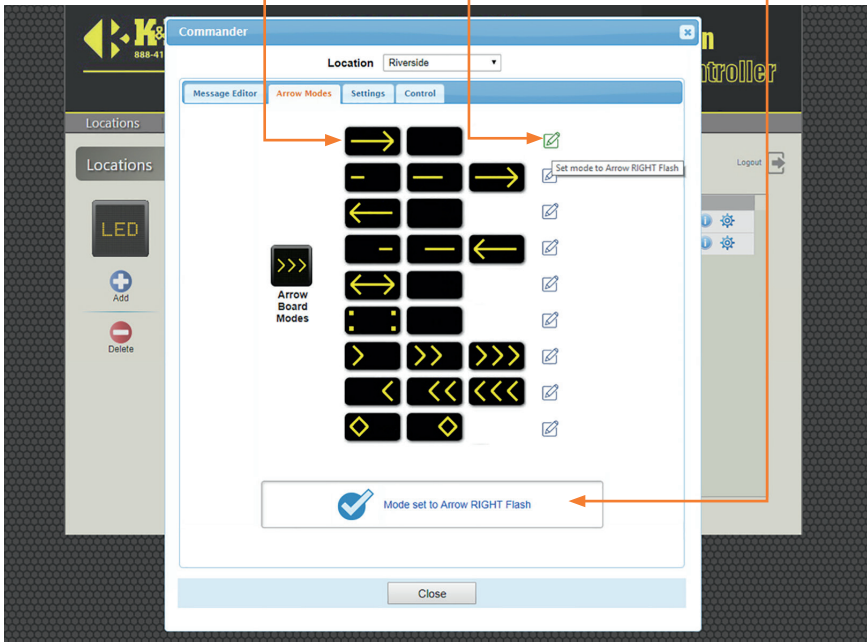 Commander
K&
888-41
n
ntroller
Location Riverside
Message Editor Arrow Modes Settings Control
Locations
Locations
Logout
Set mode to Arrow RIGHT Flash
LED
Add
Arrow
Board
Modes
Delete
Mode set to Arrow RIGHT Flash
Close